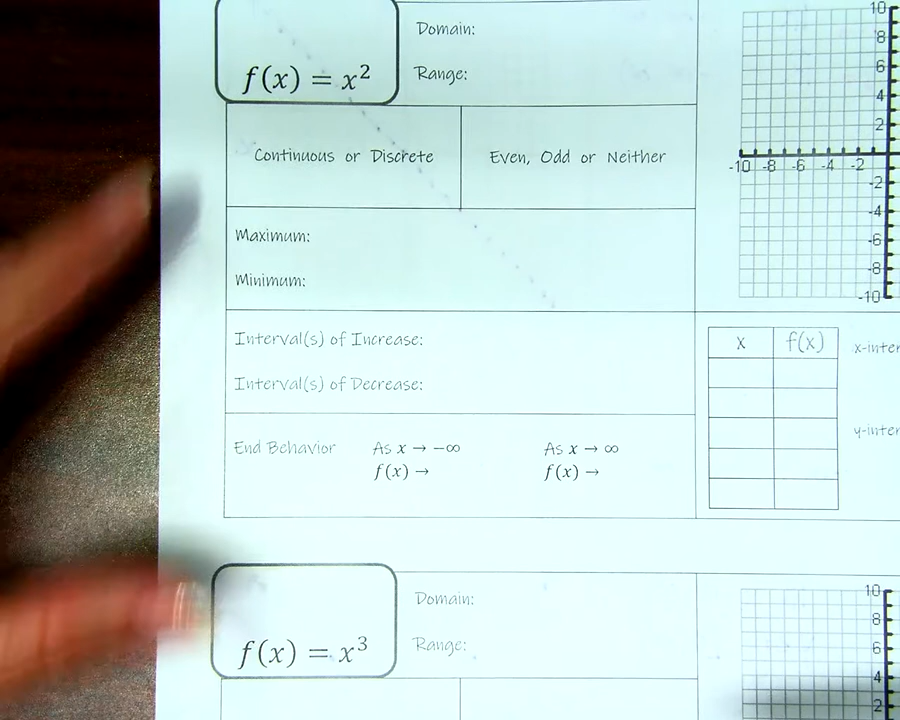 f(x) = x²
Domain:
Range:
Continuous or Discrete
Even, Odd or Neither
Maximum:
Minimum:
Interval(s) of Increase:
Interval(s) of Decrease:
End Behavior As x → −∞ As x → ∞
f(x) → f(x) →
10
8
6
4
2
-10 -8 -6 -4 -2
-2
-4
-6
-8
-10
x f(x)
x-inter
y-inter
f(x) = x³
Domain:
Range:
10
8
6
4
2